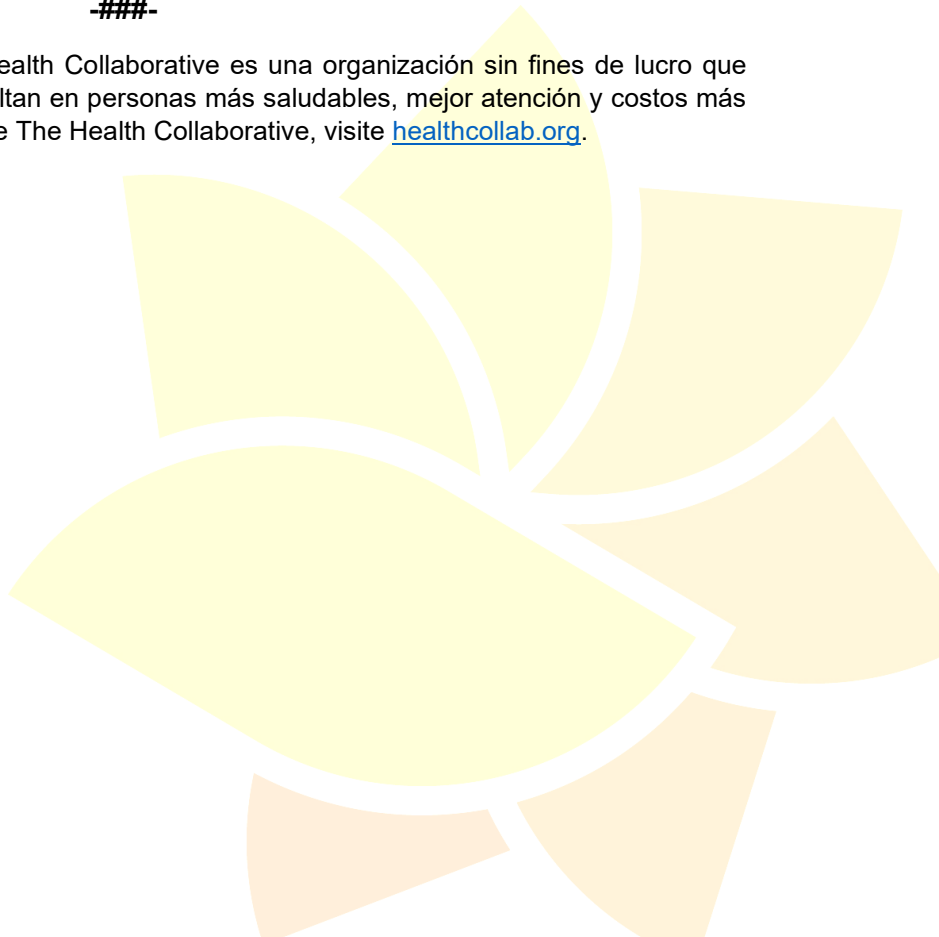 -###-
ealth Collaborative es una organización sin fines de lucro que
ltan en personas más saludables, mejor atención y costos más
e The Health Collaborative, visite healthcollab.org.